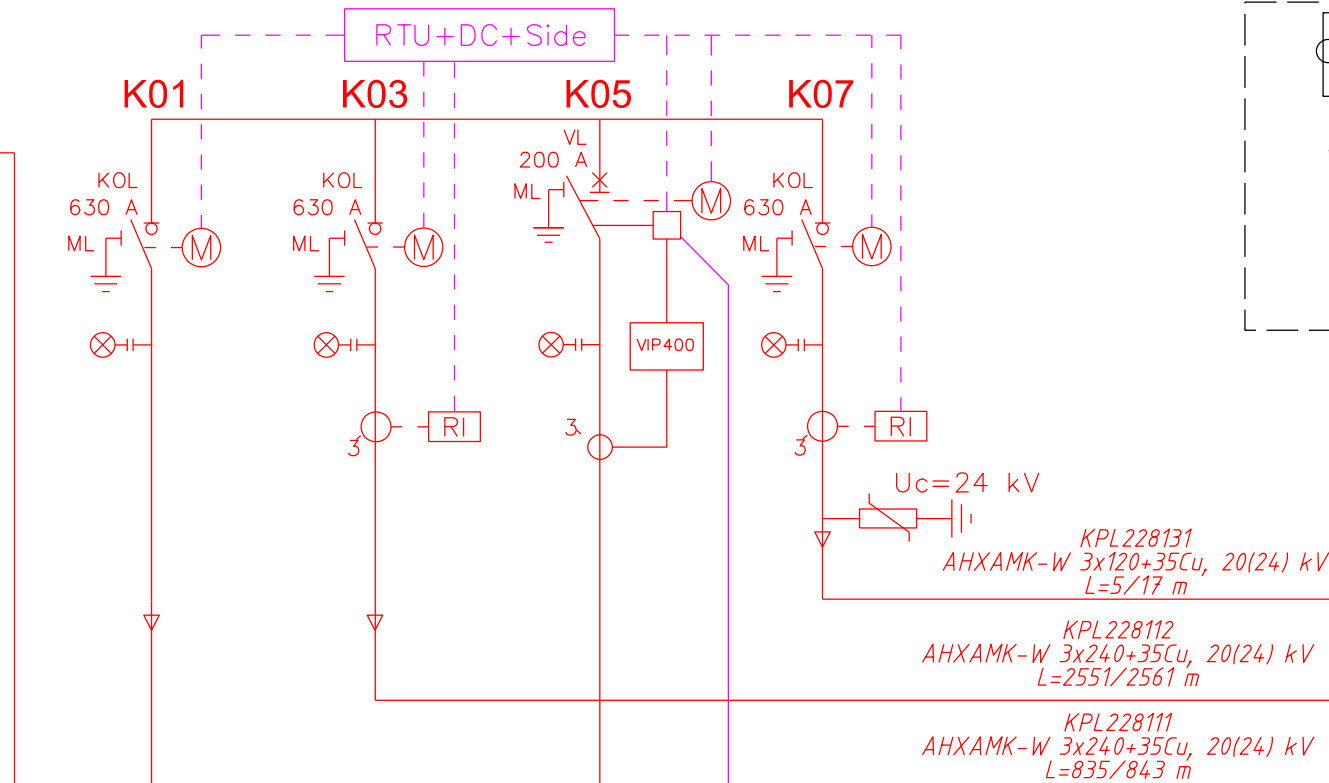 RTU+DC+Side
K01
K03
K05
K07
KOL
630 A
ML
M
KOL
630 A
ML
M
VL
200 A
ML
M
KOL
630 A
ML
M
VIP400
3
RI
3
3
RI
Uc=24 kV
KPL228131
AHXAMK-W 3x120+35Cu, 20(24) kV
L=5/17 m
KPL228112
AHXAMK-W 3x240+35Cu, 20(24) kV
L=2551/2561 m
KPL228111
AHXAMK-W 3x240+35Cu, 20(24) kV
L=835/843 m